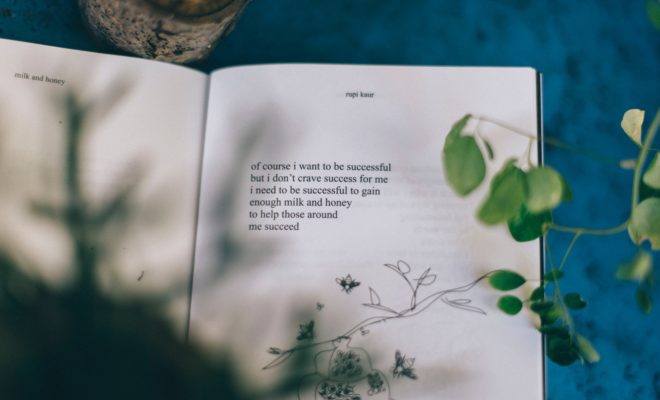 milk and honey
rupi kaur
of course i want to be successful
but i don't crave success for me
i need to be successful to gain
enough milk and honey
to help those around
me succeed